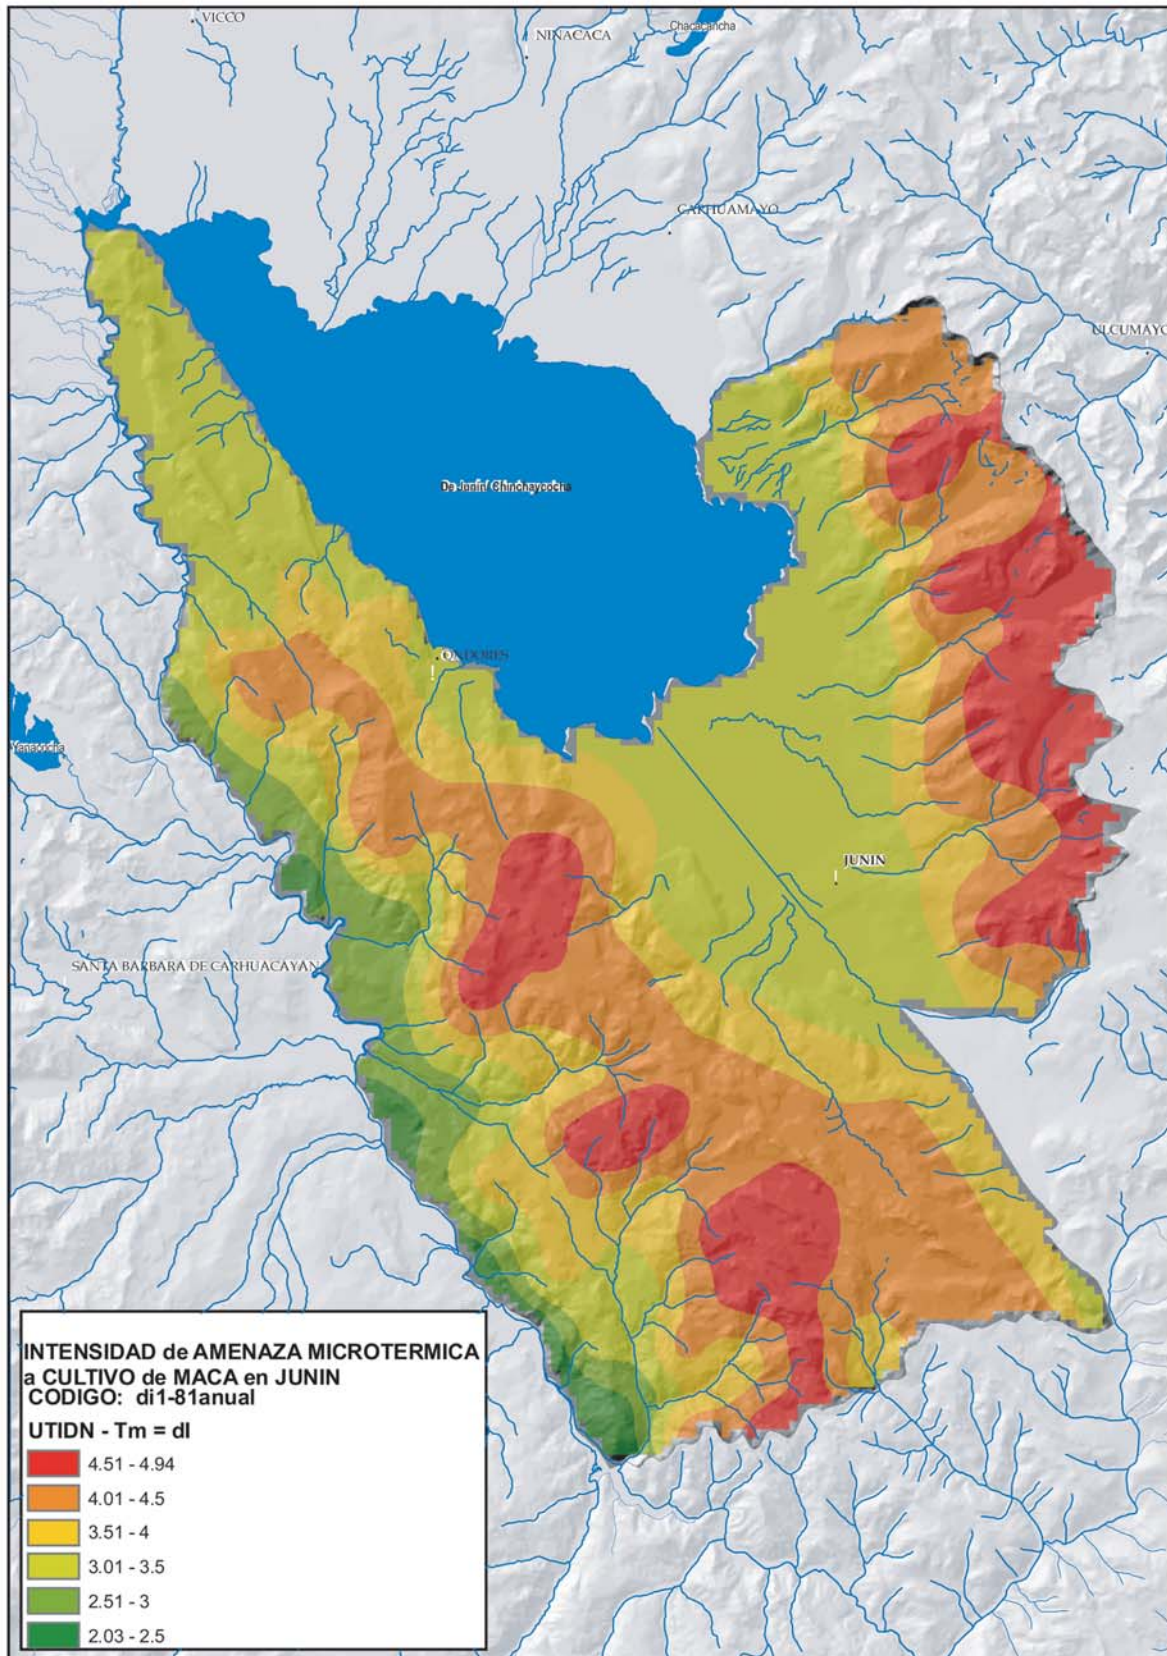 VICCO
NINACACA
Chacacancha
CARHUAMAYO
ULCUMAYO
De Junin/ Chinchaycocha
ONDORES
Yanacocha
JUNIN
SANTA BARBARA DE CARHUACAYAN
INTENSIDAD de AMENAZA MICROTERMICA
a CULTIVO de MACA en JUNIN
CODIGO: di1-81anual
UTIDN - Tm = dI
4.51 - 4.94
4.01 - 4.5
3.51 - 4
3.01 - 3.5
2.51 - 3
2.03 - 2.5